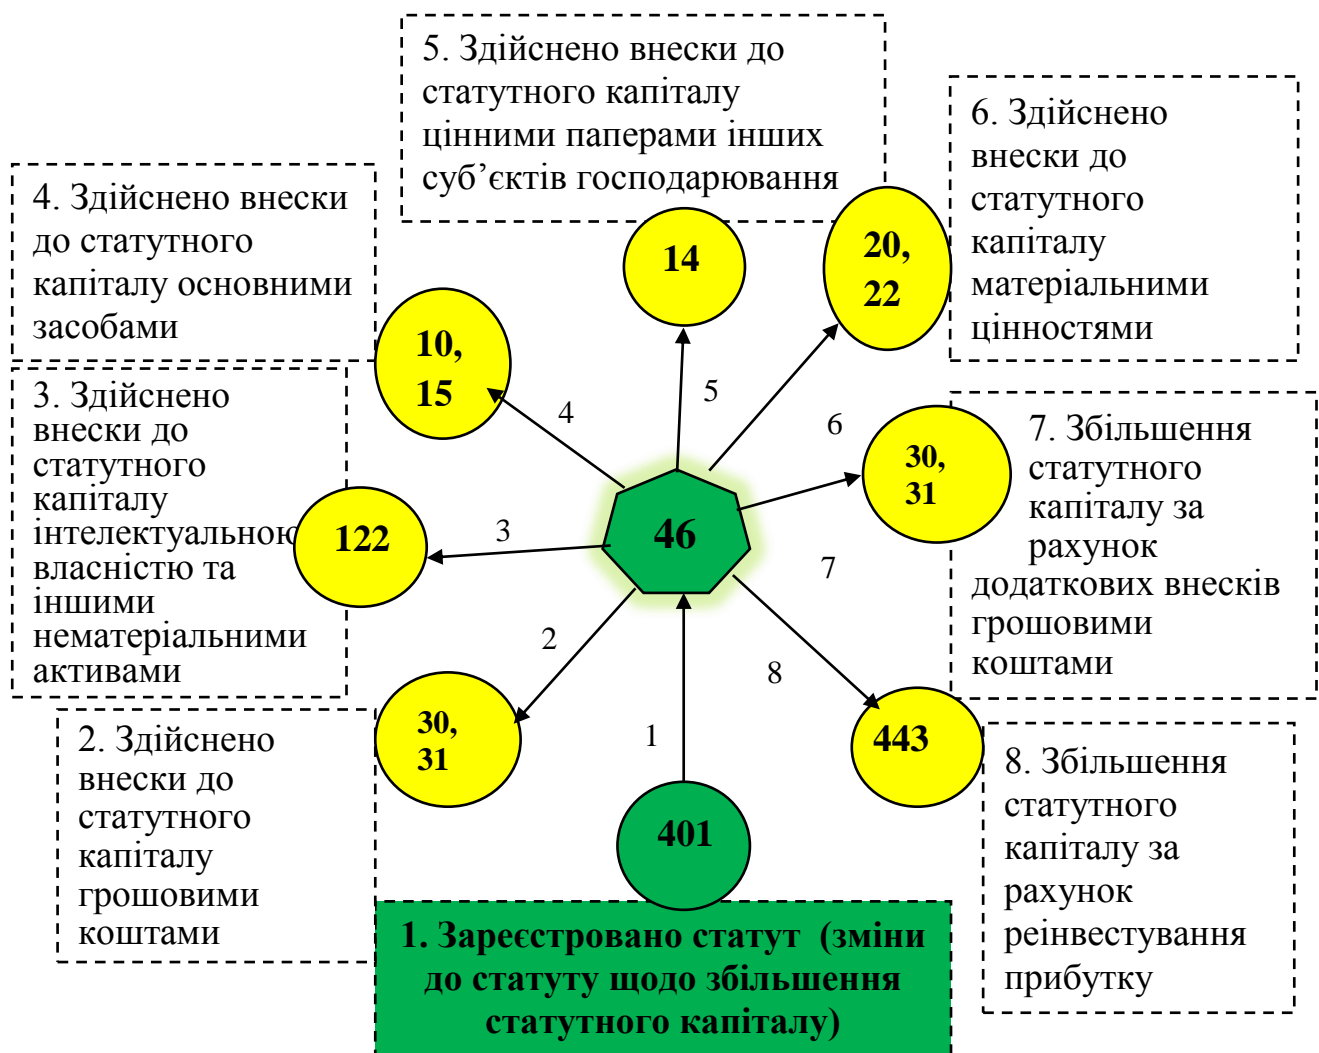 5. Здійснено внески до
статутного капіталу
цінними паперами інших
суб’єктів господарювання
6. Здійснено
внески до
статутного
капіталу
матеріальними
цінностями
4. Здійснено внески
до статутного
капіталу основними
засобами
14
20,
22
10,
15
3. Здійснено
внески до
статутного
капіталу
інтелектуальною
власністю та
іншими
нематеріальними
активами
4
5
6
30,
31
7. Збільшення
статутного
капіталу за
рахунок
додаткових внесків
грошовими
коштами
122
3
46
7
2
8
1
30,
31
443
2. Здійснено
внески до
статутного
капіталу
грошовими
коштами
401
8. Збільшення
статутного
капіталу за
рахунок
реінвестування
прибутку
1. Зареєстровано статут (зміни
до статуту щодо збільшення
статутного капіталу)